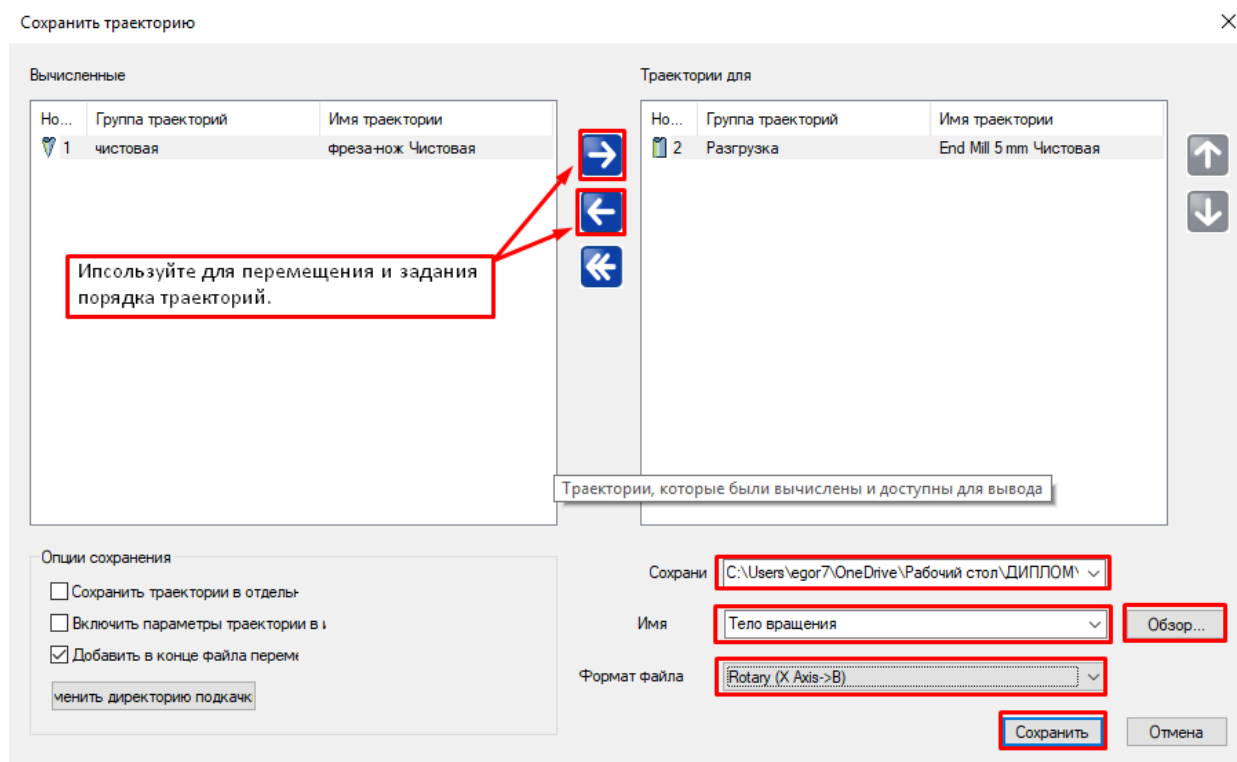 Сохранить траекторию
Вычисленные
Траектории для
Но... Группа траекторий Имя траектории
1 чистовая фреза-нож Чистовая
Но... Группа траекторий Имя траектории
2 Разгрузка End Mill 5 mm Чистовая
Ипсользуйте для перемещения и задания
порядка траекторий.
Траектории, которые были вычислены и доступны для вывода
Опции сохранения
Сохранить траектории в отдельн
Включить параметры траектории в и
Добавить в конце файла переме
менить директорию подкачк
Сохрани C:\Users\egor7\OneDrive\Рабочий стол\ДИПЛОМ\
Имя Тело вращения Обзор...
Формат файла Rotary (X Axis->B)
Сохранить Отмена